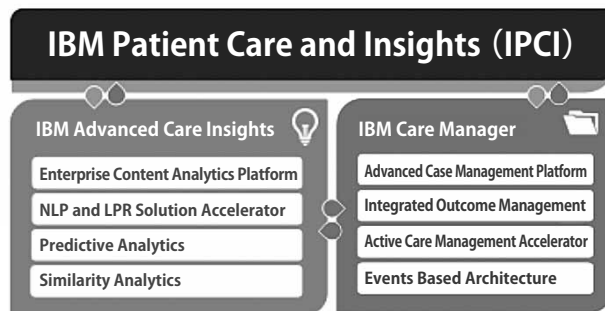 IBM Patient Care and Insights (IPCI)
IBM Advanced Care Insights
Enterprise Content Analytics Platform
NLP and LPR Solution Accelerator
Predictive Analytics
Similarity Analytics
IBM Care Manager
Advanced Case Management Platform
Integrated Outcome Management
Active Care Management Accelerator
Events Based Architecture